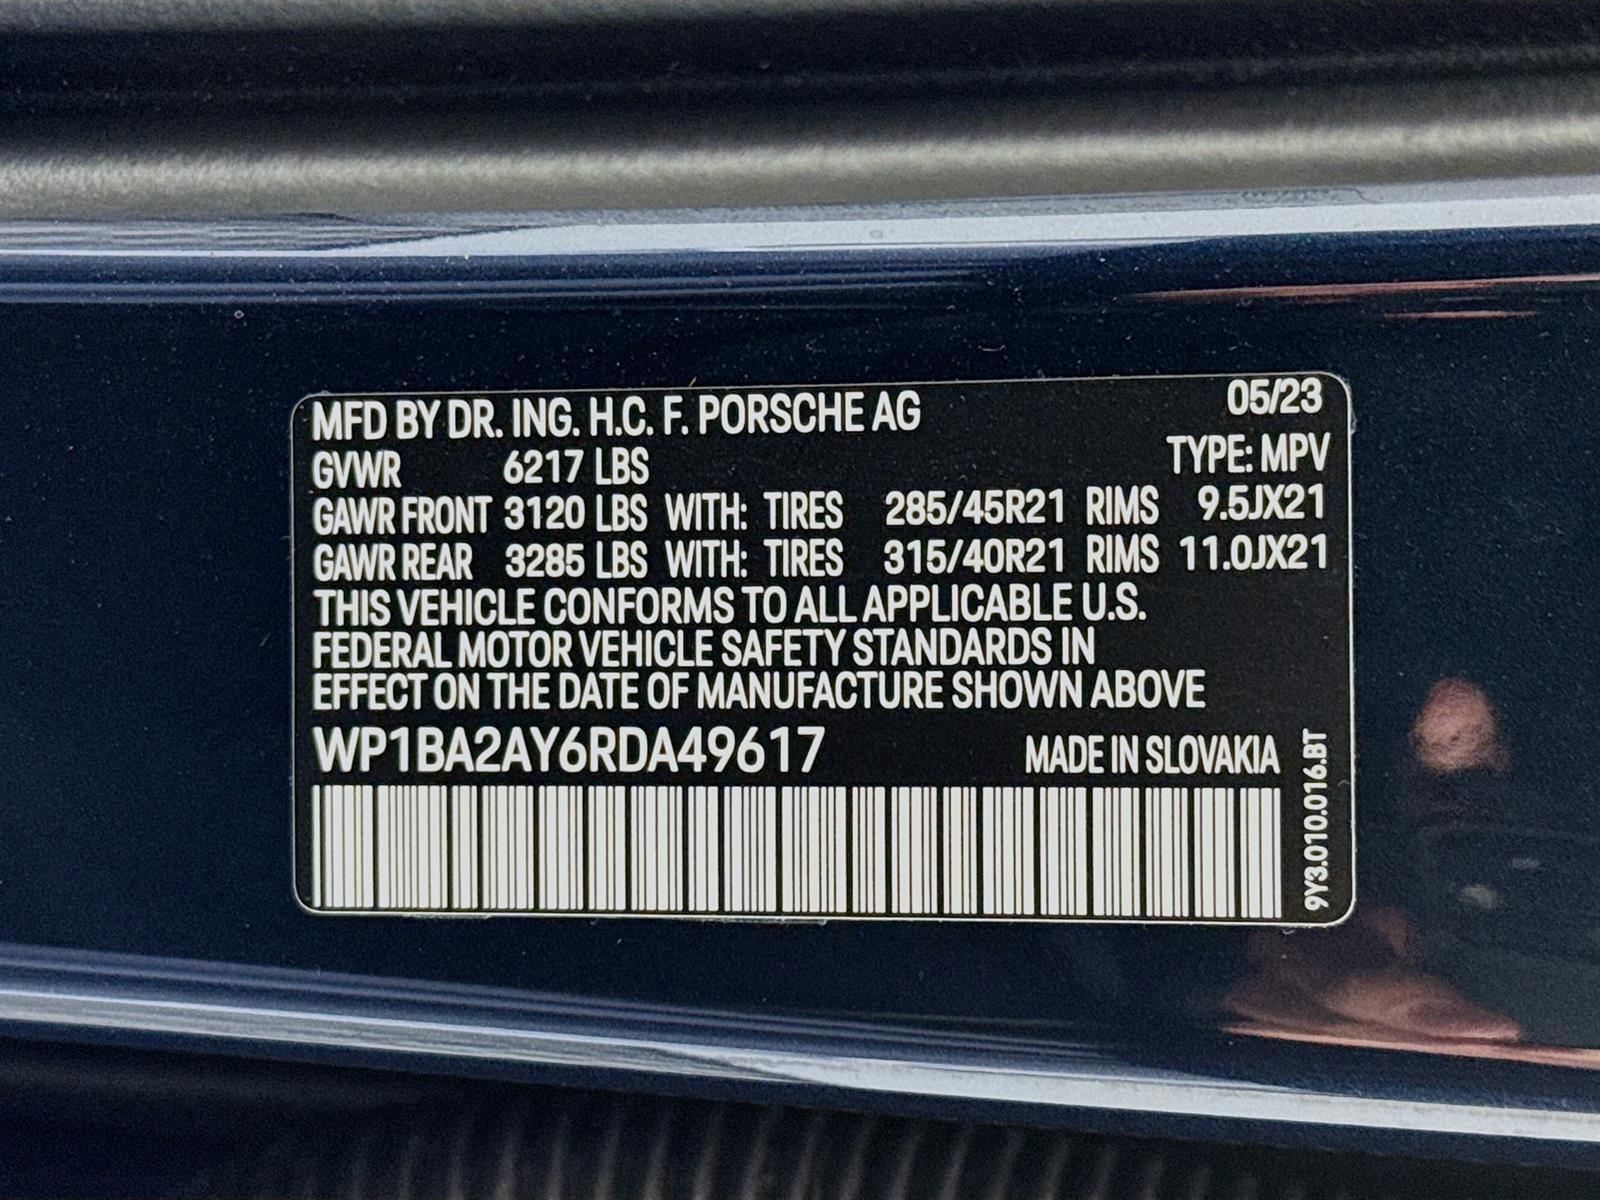 MFD BY DR. ING. H.C. F. PORSCHE AG 05/23
GVWR 6217 LBS TYPE: MPV
GAWR FRONT 3120 LBS WITH: TIRES 285/45R21 RIMS 9.5JX21
GAWR REAR 3285 LBS WITH: TIRES 315/40R21 RIMS 11.0JX21
THIS VEHICLE CONFORMS TO ALL APPLICABLE U.S.
FEDERAL MOTOR VEHICLE SAFETY STANDARDS IN
EFFECT ON THE DATE OF MANUFACTURE SHOWN ABOVE
WP1BA2AY6RDA49617 MADE IN SLOVAKIA
9Y3.010.016.BT